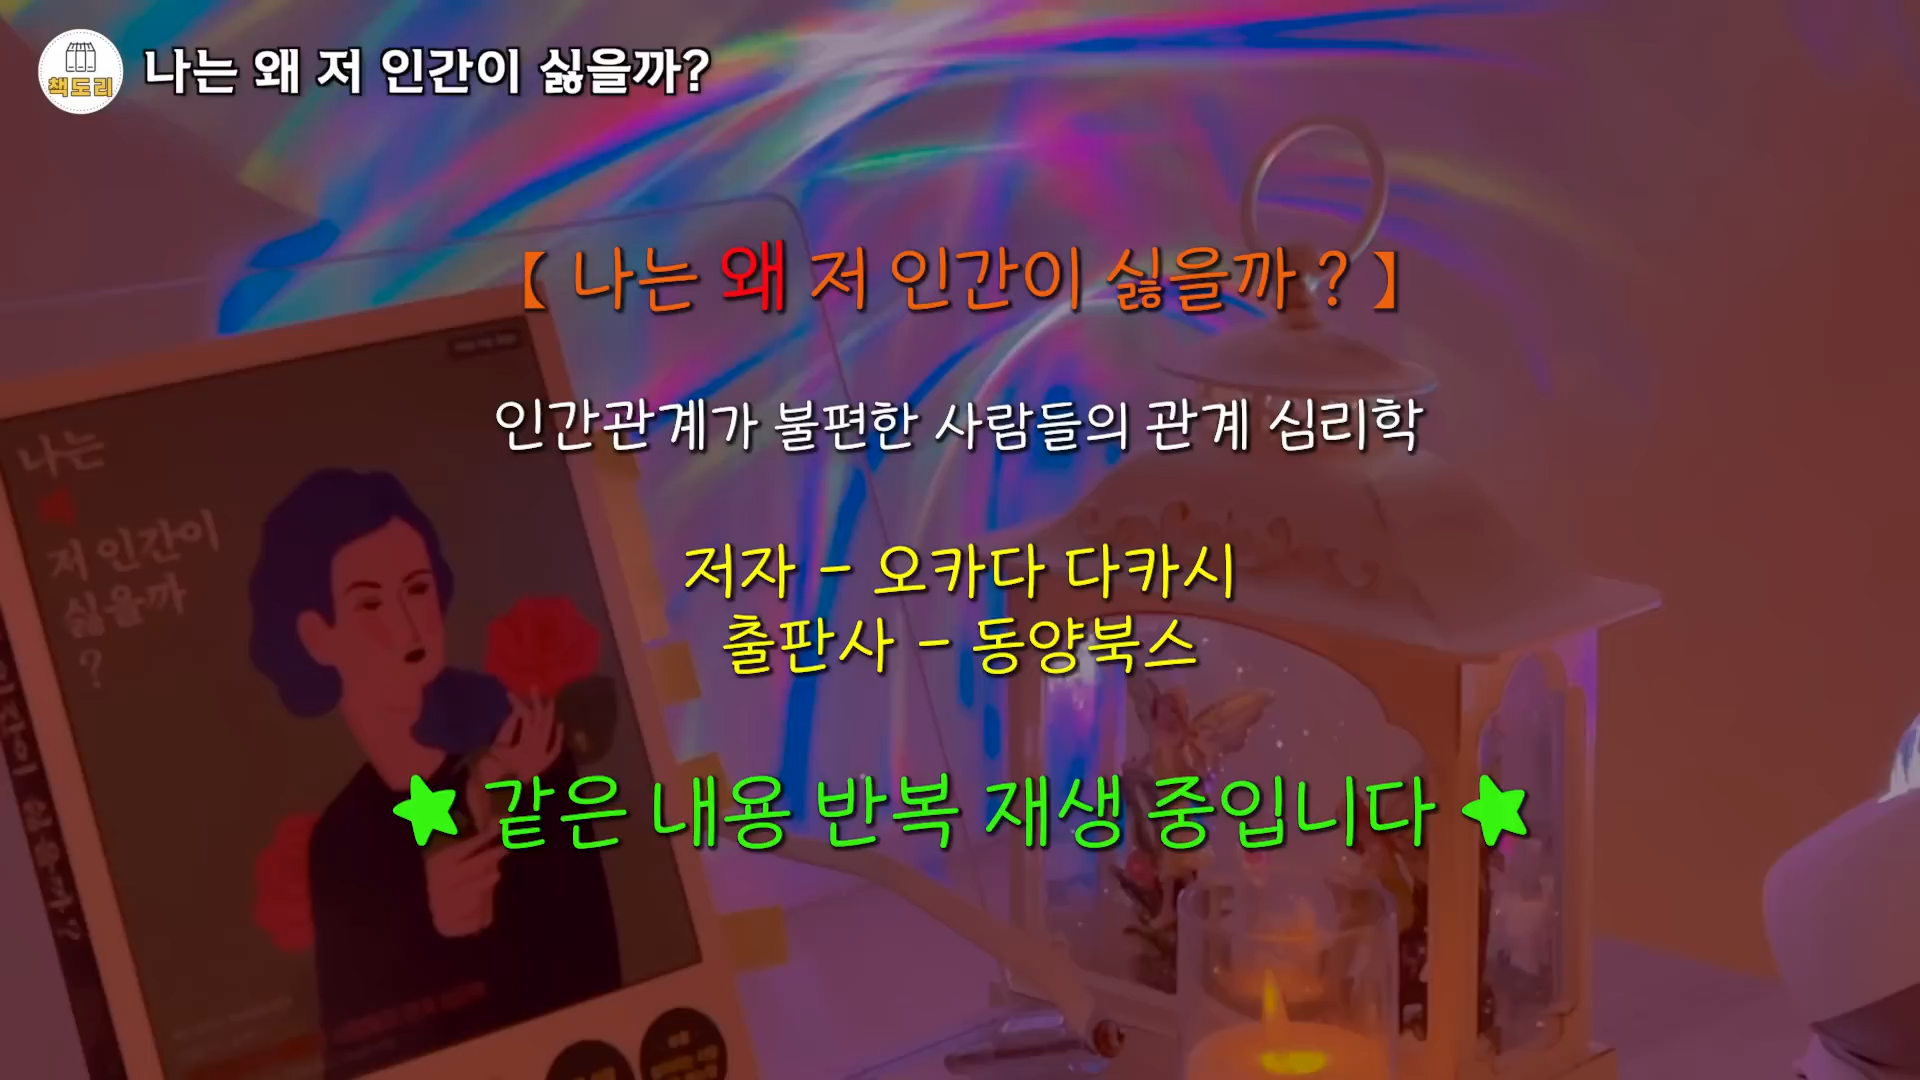 책도리
나는 왜 저 인간이 싫을까?
【 나는 왜 저 인간이 싫을까 ? 】
인간관계가 불편한 사람들의 관계 심리학
저자 - 오카다 다카시
출판사 - 동양북스
★ 같은 내용 반복 재생 중입니다 ★
나는
왜
저 인간이
싫을까
?